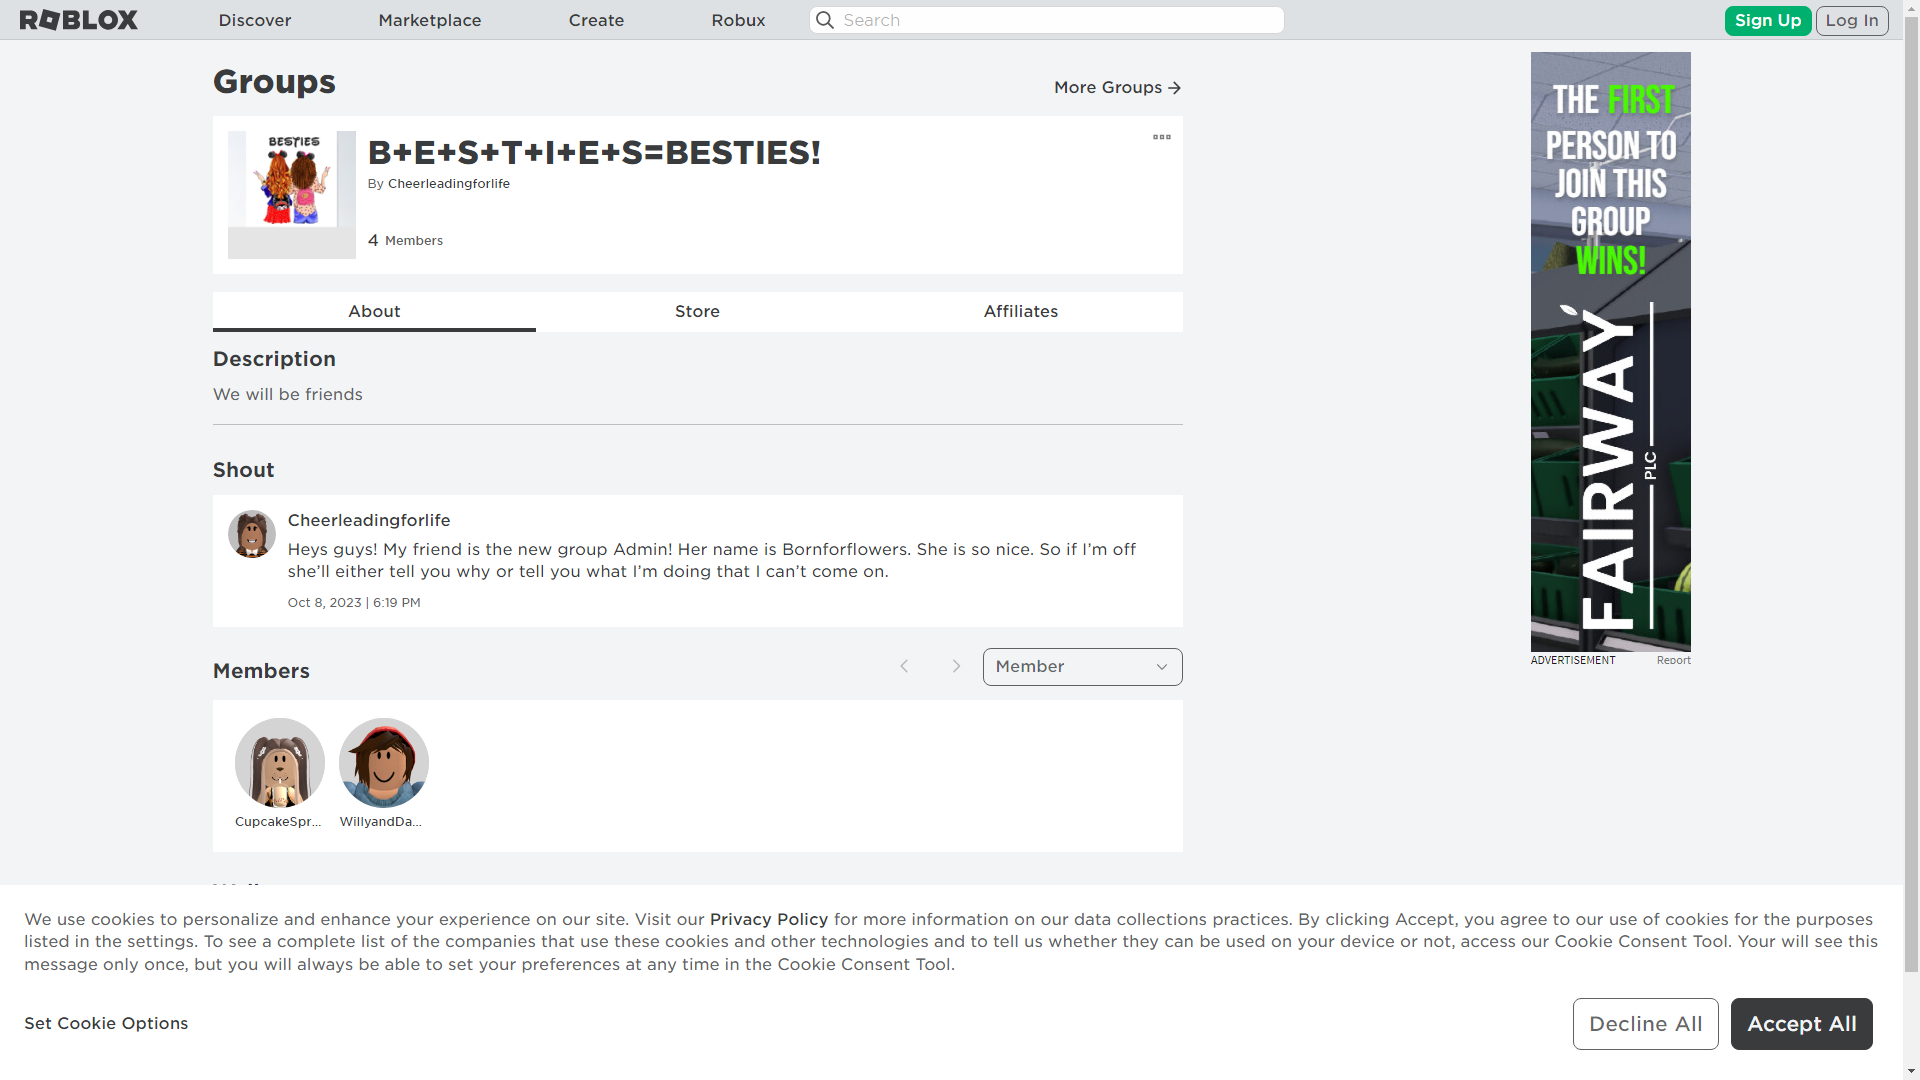 ROBLOX
Discover
Marketplace
Create
Robux
Search
Sign Up
Log In
Groups
More Groups
BESTIES
B+E+S+T+I+E+S=BESTIES!
By Cheerleadingforlife
4 Members
About
Store
Affiliates
Description
We will be friends
Shout
Cheerleadingforlife
Heys guys! My friend is the new group Admin! Her name is Bornforflowers. She is so nice. So if I’m off
she’ll either tell you why or tell you what I’m doing that I can’t come on.
Oct 8, 2023 | 6:19 PM
Members
Member
CupcakeSpr...
WillyandDa...
THE FIRST
PERSON TO
JOIN THIS
GROUP
WINS!
FAIRWAY
PLC
ADVERTISEMENT
Report
We use cookies to personalize and enhance your experience on our site. Visit our Privacy Policy for more information on our data collections practices. By clicking Accept, you agree to our use of cookies for the purposes
listed in the settings. To see a complete list of the companies that use these cookies and other technologies and to tell us whether they can be used on your device or not, access our Cookie Consent Tool. Your will see this
message only once, but you will always be able to set your preferences at any time in the Cookie Consent Tool.
Set Cookie Options
Decline All
Accept All